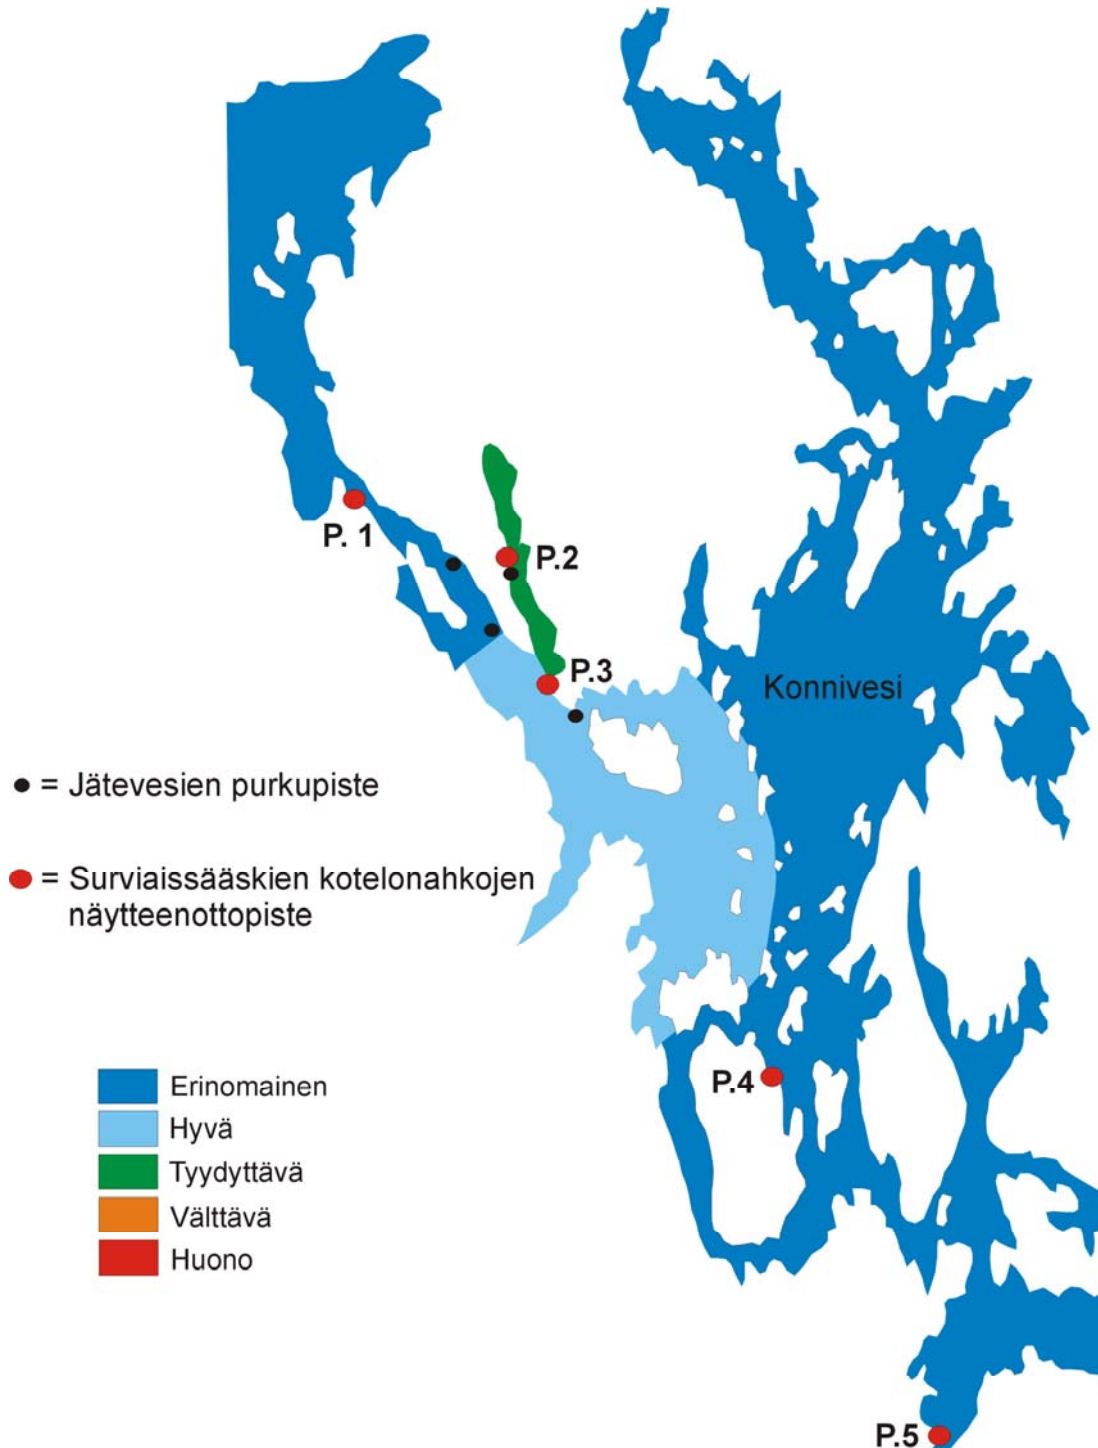 P. 1
P.2
P.3
Konnivesi
= Jätevesien purkupiste
= Surviaissääskien kotelonahkojen
näytteenottopiste
P.4
Erinomainen
Hyvä
Tyydyttävä
Välttävä
Huono
P.5